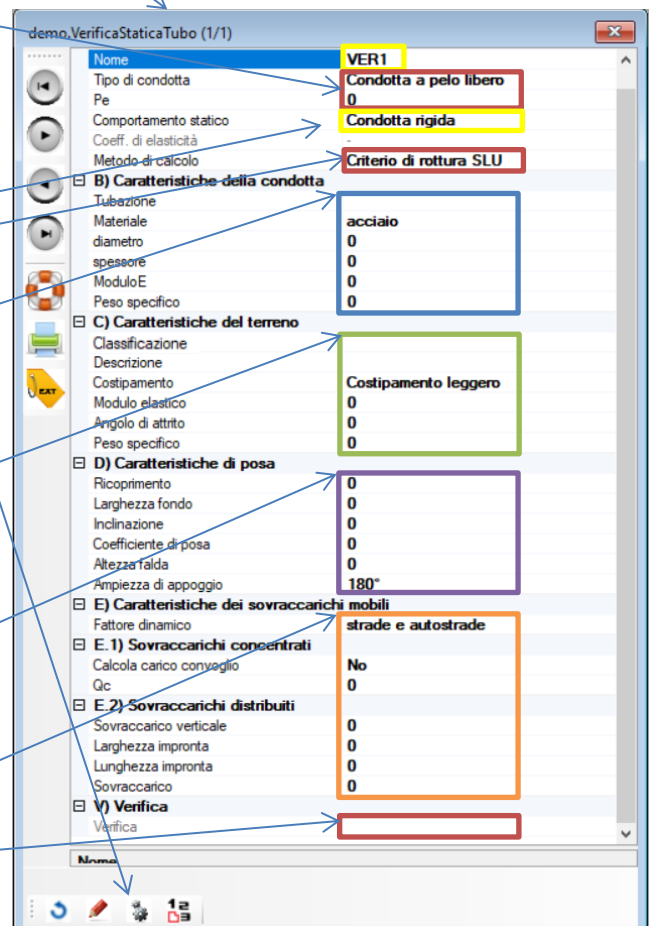 demo.VerificaStaticaTubo (1/1)
Nome VER1
Tipo di condotta Condotta a pelo libero
Pe 0
Comportamento statico Condotta rigida
Coeff. di elasticità -
Metodo di calcolo Criterio di rottura SLU
B) Caratteristiche della condotta
Tubazione
Materiale acciaio
diametro 0
spessore 0
ModuloE 0
Peso specifico 0
C) Caratteristiche del terreno
Classificazione
Descrizione
Costipamento Costipamento leggero
Modulo elastico 0
Angolo di attrito 0
Peso specifico 0
D) Caratteristiche di posa
Ricoprimento 0
Larghezza fondo 0
Inclinazione 0
Coefficiente di posa 0
Altezza falda 0
Ampiezza di appoggio 180°
E) Caratteristiche dei sovraccarichi mobili
Fattore dinamico strade e autostrade
E.1) Sovraccarichi concentrati
Calcola carico convoglio No
Qc 0
E.2) Sovraccarichi distribuiti
Sovraccarico verticale 0
Larghezza impronta 0
Lunghezza impronta 0
Sovraccarico 0
V) Verifica
Verifica
Nome
EXT